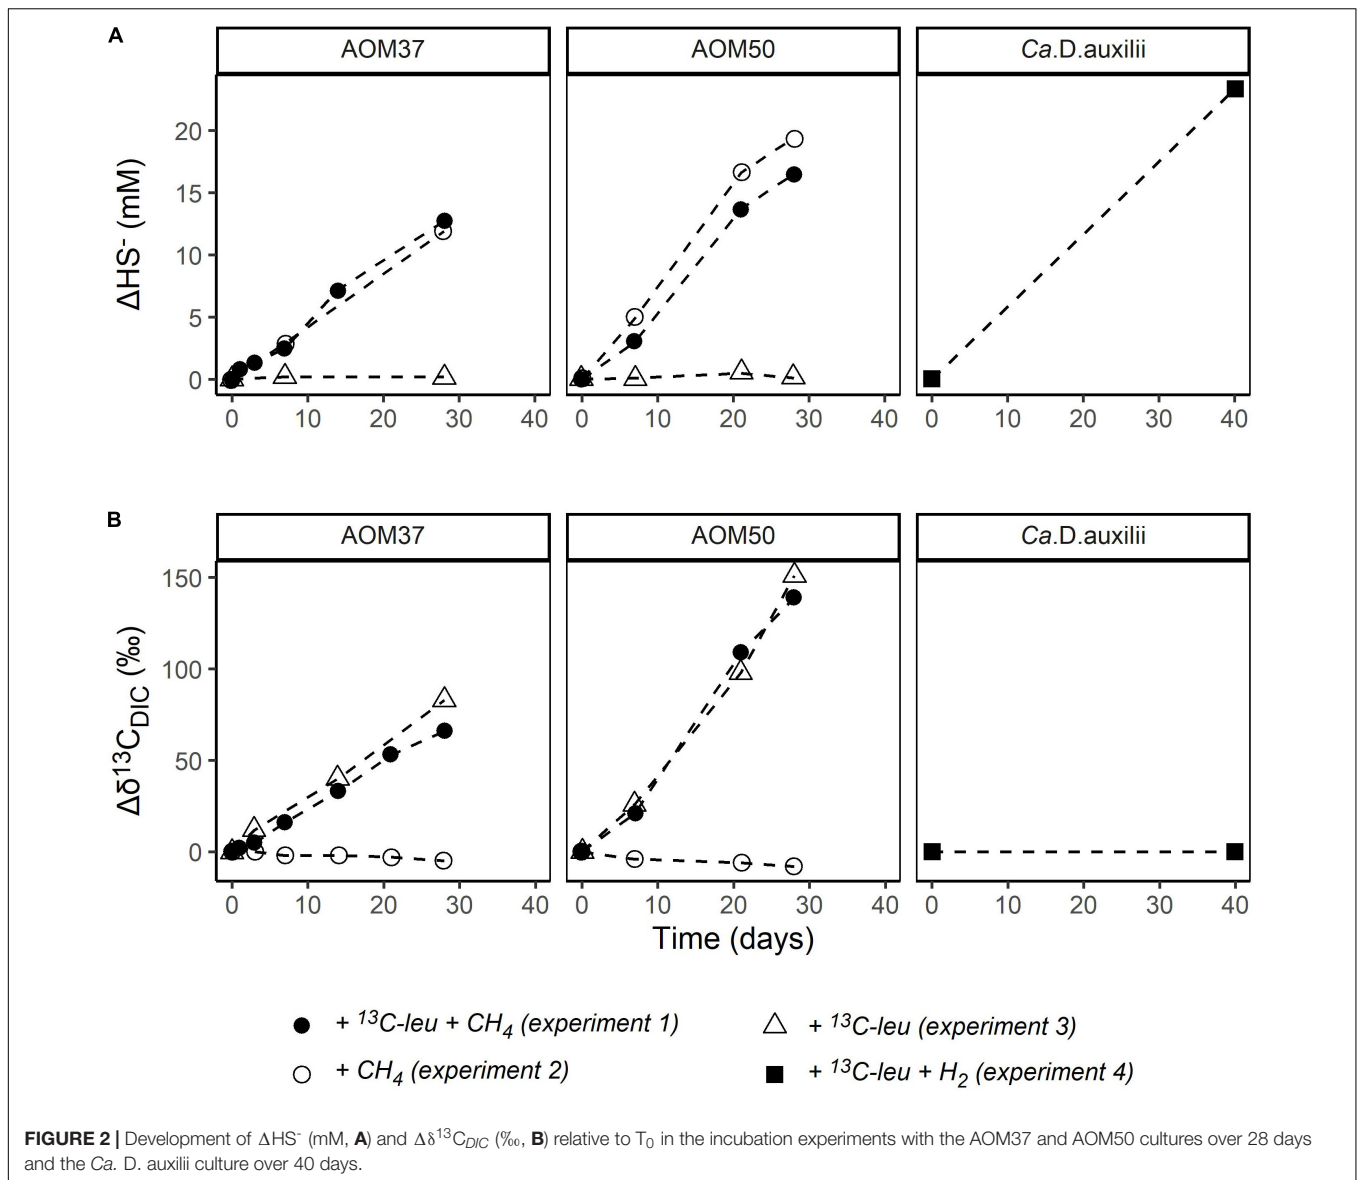 A
AOM37 AOM50 Ca.D.auxilii
ΔHS⁻ (mM)
20
15
10
5
0
0 10 20 30 40 0 10 20 30 40 0 10 20 30 40
B
AOM37 AOM50 Ca.D.auxilii
Δδ¹³C_DIC (‰)
150
100
50
0
0 10 20 30 40 0 10 20 30 40 0 10 20 30 40
Time (days)
+ ¹³C-leu + CH₄ (experiment 1) + ¹³C-leu (experiment 3)
+ CH₄ (experiment 2) + ¹³C-leu + H₂ (experiment 4)
FIGURE 2 | Development of ΔHS⁻ (mM, A) and Δδ¹³C_DIC (‰, B) relative to T₀ in the incubation experiments with the AOM37 and AOM50 cultures over 28 days
and the Ca. D. auxilii culture over 40 days.